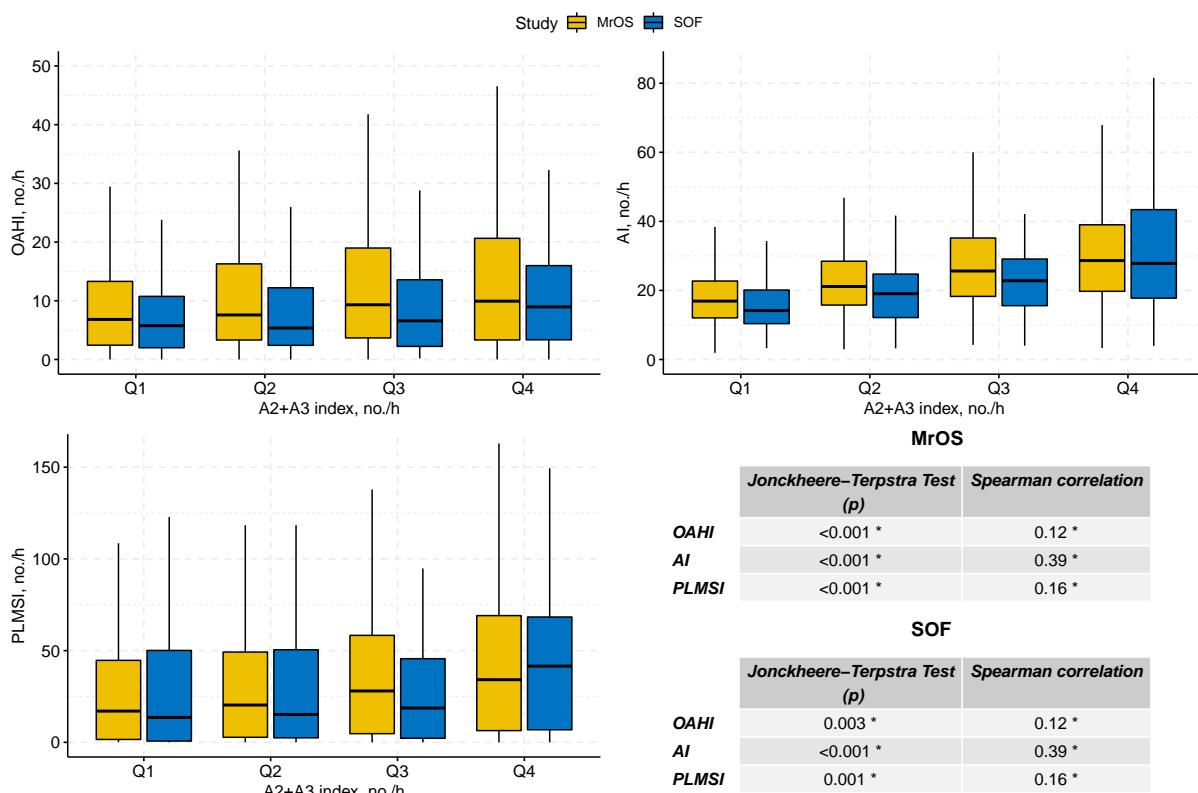 Study MrOS SOF
OAHI, no./h
50
40
30
20
10
0
Q1 Q2 Q3 Q4
A2+A3 index, no./h
AI, no./h
80
60
40
20
0
Q1 Q2 Q3 Q4
A2+A3 index, no./h
PLMSI, no./h
150
100
50
0
Q1 Q2 Q3 Q4
A2+A3 index, no./h
MrOS
Jonckheere–Terpstra Test Spearman correlation
(p)
OAHI <0.001 * 0.12 *
AI <0.001 * 0.39 *
PLMSI <0.001 * 0.16 *
SOF
Jonckheere–Terpstra Test Spearman correlation
(p)
OAHI 0.003 * 0.12 *
AI <0.001 * 0.39 *
PLMSI 0.001 * 0.16 *